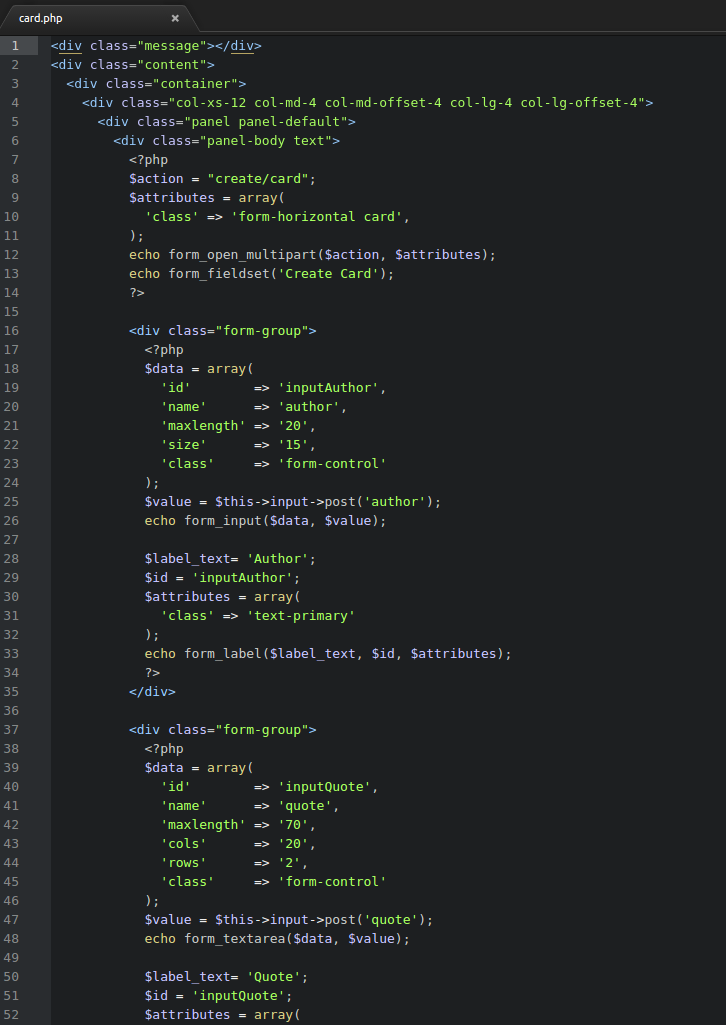 card.php ×
1 <div class="message"></div>
2 <div class="content">
3   <div class="container">
4     <div class="col-xs-12 col-md-4 col-md-offset-4 col-lg-4 col-lg-offset-4">
5       <div class="panel panel-default">
6         <div class="panel-body text">
7           <?php
8           $action = "create/card";
9           $attributes = array(
10             'class' => 'form-horizontal card',
11           );
12           echo form_open_multipart($action, $attributes);
13           echo form_fieldset('Create Card');
14           ?>
15
16           <div class="form-group">
17             <?php
18             $data = array(
19               'id'        => 'inputAuthor',
20               'name'      => 'author',
21               'maxlength' => '20',
22               'size'      => '15',
23               'class'     => 'form-control'
24             );
25             $value = $this->input->post('author');
26             echo form_input($data, $value);
27
28             $label_text= 'Author';
29             $id = 'inputAuthor';
30             $attributes = array(
31               'class' => 'text-primary'
32             );
33             echo form_label($label_text, $id, $attributes);
34             ?>
35           </div>
36
37           <div class="form-group">
38             <?php
39             $data = array(
40               'id'        => 'inputQuote',
41               'name'      => 'quote',
42               'maxlength' => '70',
43               'cols'      => '20',
44               'rows'      => '2',
45               'class'     => 'form-control'
46             );
47             $value = $this->input->post('quote');
48             echo form_textarea($data, $value);
49
50             $label_text= 'Quote';
51             $id = 'inputQuote';
52             $attributes = array(